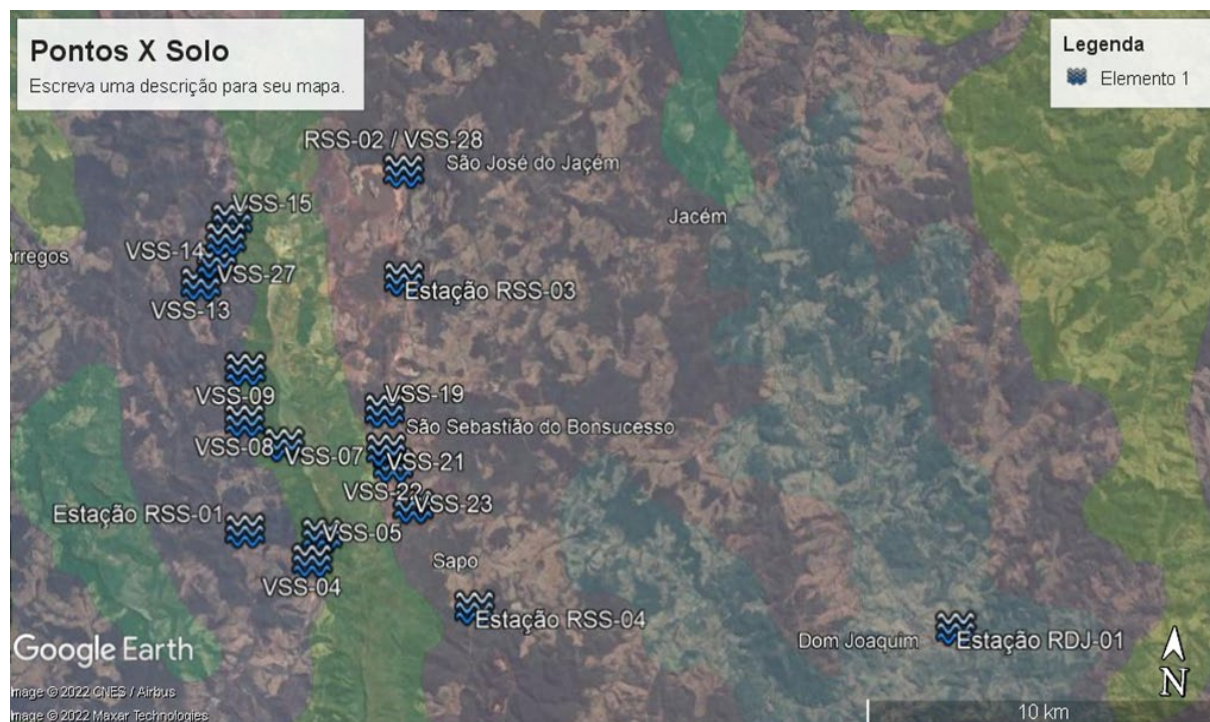 Pontos X Solo
Escreva uma descrição para seu mapa.
Legenda
Elemento 1
RSS-02 / VSS-28
São José do Jaçém
VSS-15
Jacém
VSS-14
orregos
VSS-27
Estação RSS-03
VSS-13
VSS-09
VSS-19
São Sebastião do Bonsucesso
VSS-08
VSS-07
VSS-21
VSS-22
VSS-23
Estação RSS-01
VSS-05
Sapo
VSS-04
Estação RSS-04
Dom Joaquim
Estação RDJ-01
Google Earth
N
Image © 2022 CNES / Airbus
Image © 2022 Maxar Technologies
10 km